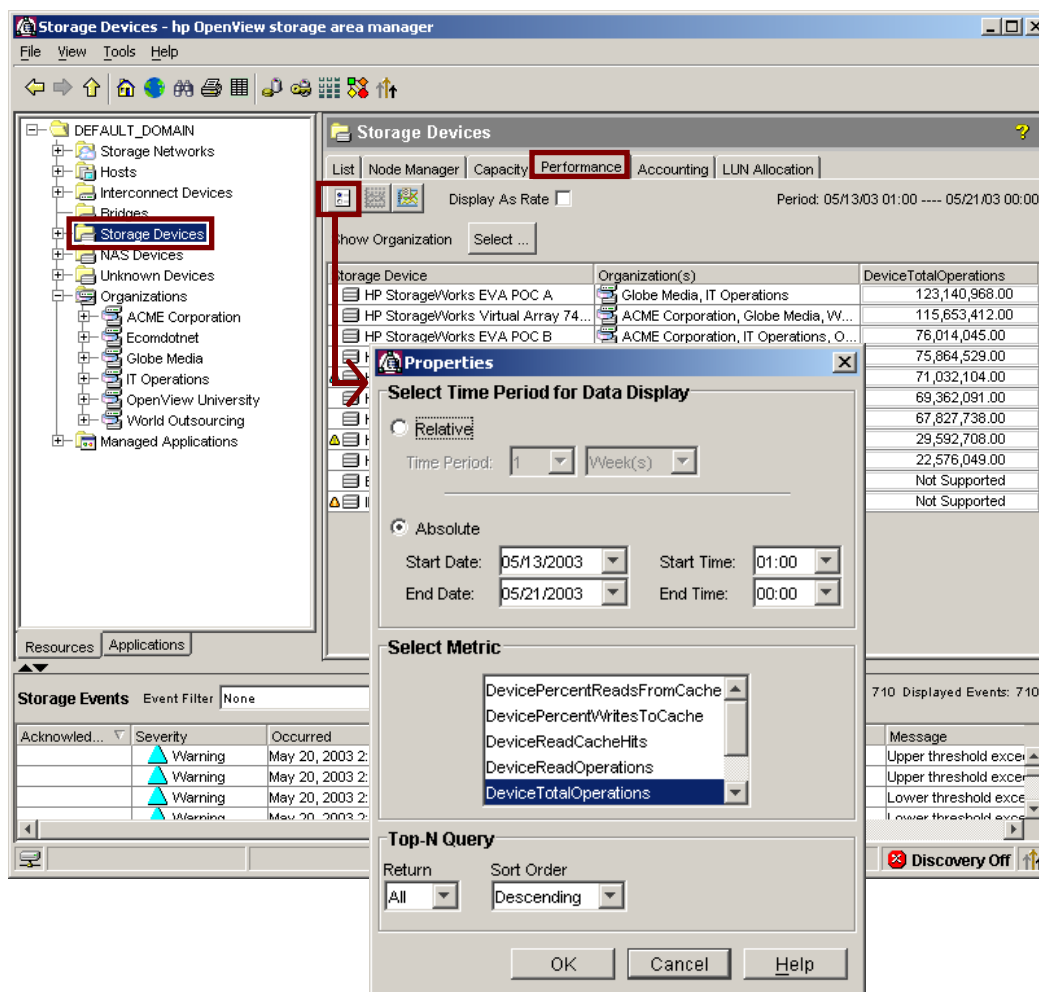 Storage Devices - hp OpenView storage area manager
File View Tools Help
DEFAULT_DOMAIN
Storage Networks
Hosts
Interconnect Devices
Bridges
Storage Devices
NAS Devices
Unknown Devices
Organizations
ACME Corporation
Ecomdotnet
Globe Media
IT Operations
OpenView University
World Outsourcing
Managed Applications
Resources Applications
Storage Devices ?
List Node Manager Capacity Performance Accounting LUN Allocation
Display As Rate Period: 05/13/03 01:00 ---- 05/21/03 00:00
Show Organization Select ...
Storage Device Organization(s) DeviceTotalOperations
HP StorageWorks EVA POC A Globe Media, IT Operations 123,140,968.00
HP StorageWorks Virtual Array 74... ACME Corporation, Globe Media, W... 115,653,412.00
HP StorageWorks EVA POC B ACME Corporation, IT Operations, O... 76,014,045.00
75,864,529.00
71,032,104.00
69,362,091.00
67,827,738.00
29,592,708.00
22,576,049.00
Not Supported
Not Supported
Properties
Select Time Period for Data Display
Relative
Time Period: 1 Week(s)
Absolute
Start Date: 05/13/2003 Start Time: 01:00
End Date: 05/21/2003 End Time: 00:00
Select Metric
DevicePercentReadsFromCache
DevicePercentWritesToCache
DeviceReadCacheHits
DeviceReadOperations
DeviceTotalOperations
Top-N Query
Return Sort Order
All Descending
OK Cancel Help
Storage Events Event Filter None 710 Displayed Events: 710
Acknowled... Severity Occurred Message
Warning May 20, 2003 2: Upper threshold excee
Warning May 20, 2003 2: Upper threshold excee
Warning May 20, 2003 2: Lower threshold exce
Warning May 20, 2003 2: Lower threshold exce
Discovery Off